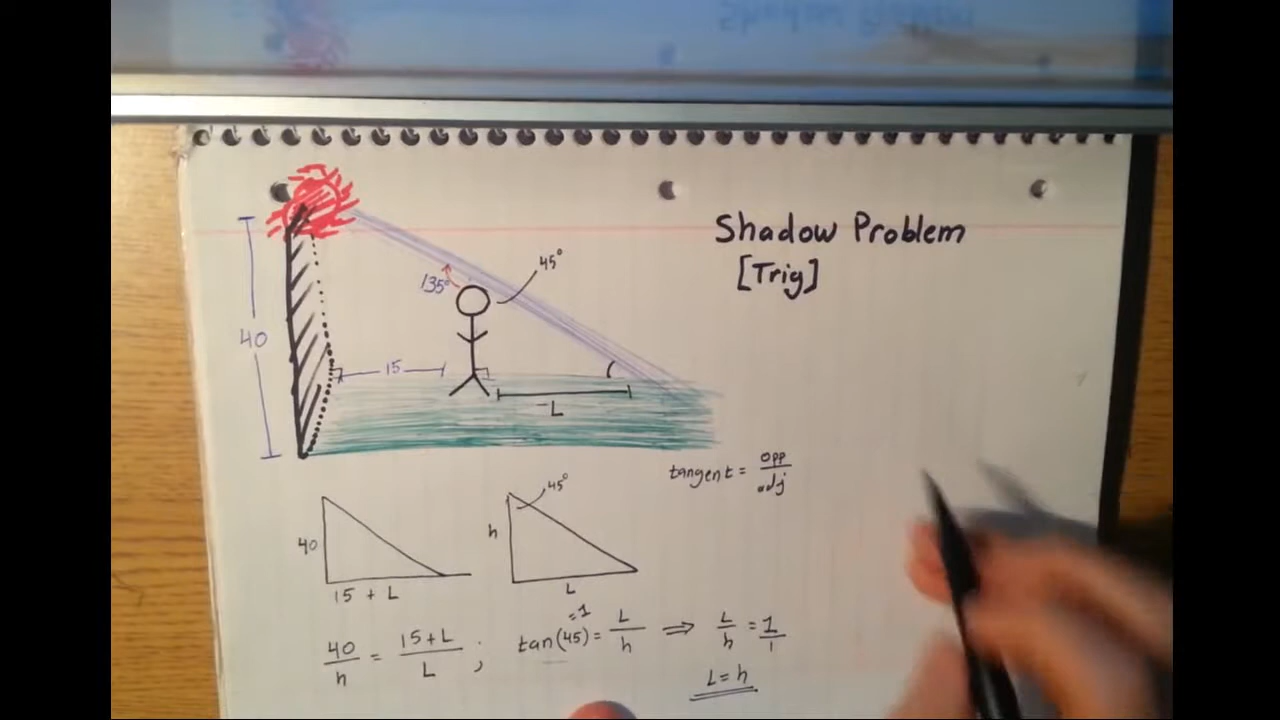 Shadow Problem
[Trig]
45°
135°
40
15
L
tangent = opp/adj
45°
40
h
15 + L
L
=1
40/h = 15+L/L ; tan(45) = L/h ⇒ L/h = 1/1
L = h